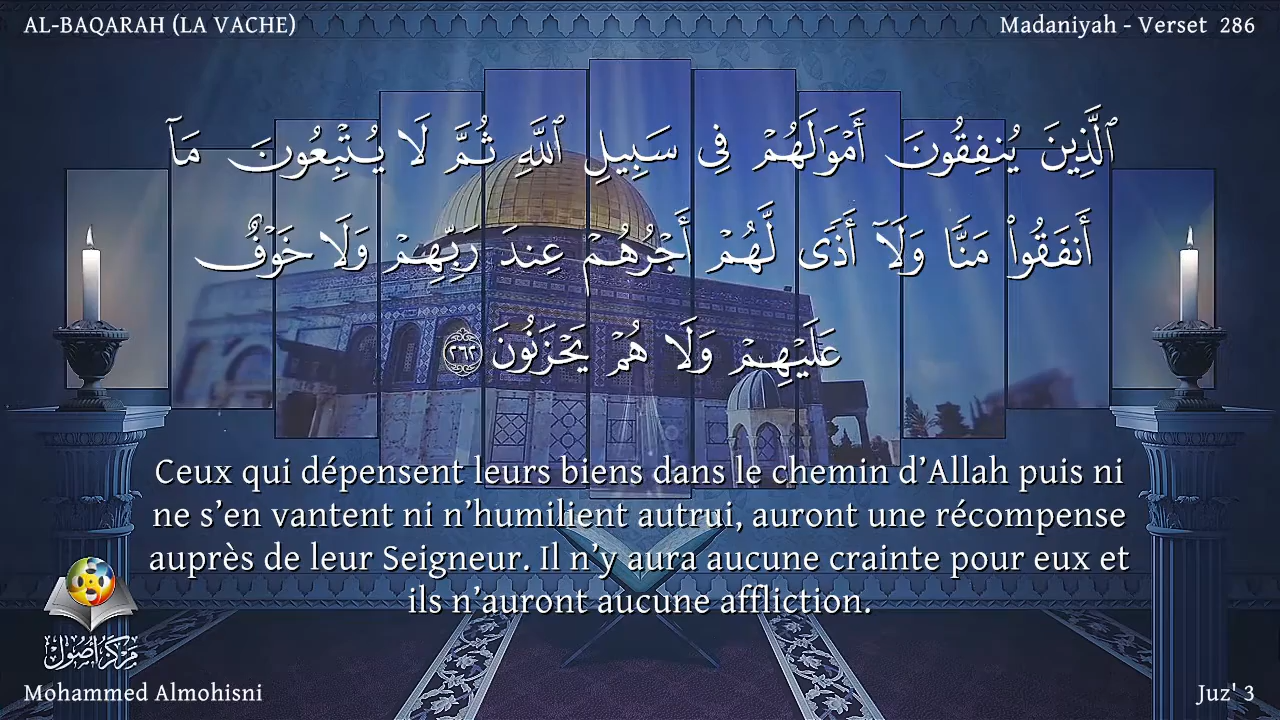 AL-BAQARAH (LA VACHE)
Madaniyah - Verset 286
ٱلَّذِينَ يُنفِقُونَ أَمْوَٰلَهُمْ فِى سَبِيلِ ٱللَّهِ ثُمَّ لَا يُتْبِعُونَ مَآ
أَنفَقُوا۟ مَنًّا وَلَآ أَذًى لَّهُمْ أَجْرُهُمْ عِندَ رَبِّهِمْ وَلَا خَوْفٌ
عَلَيْهِمْ وَلَا هُمْ يَحْزَنُونَ ٢٦٢
Ceux qui dépensent leurs biens dans le chemin d’Allah puis ni
ne s’en vantent ni n’humilient autrui, auront une récompense
auprès de leur Seigneur. Il n’y aura aucune crainte pour eux et
ils n’auront aucune affliction.
مركز أصول
Mohammed Almohisni
Juz' 3